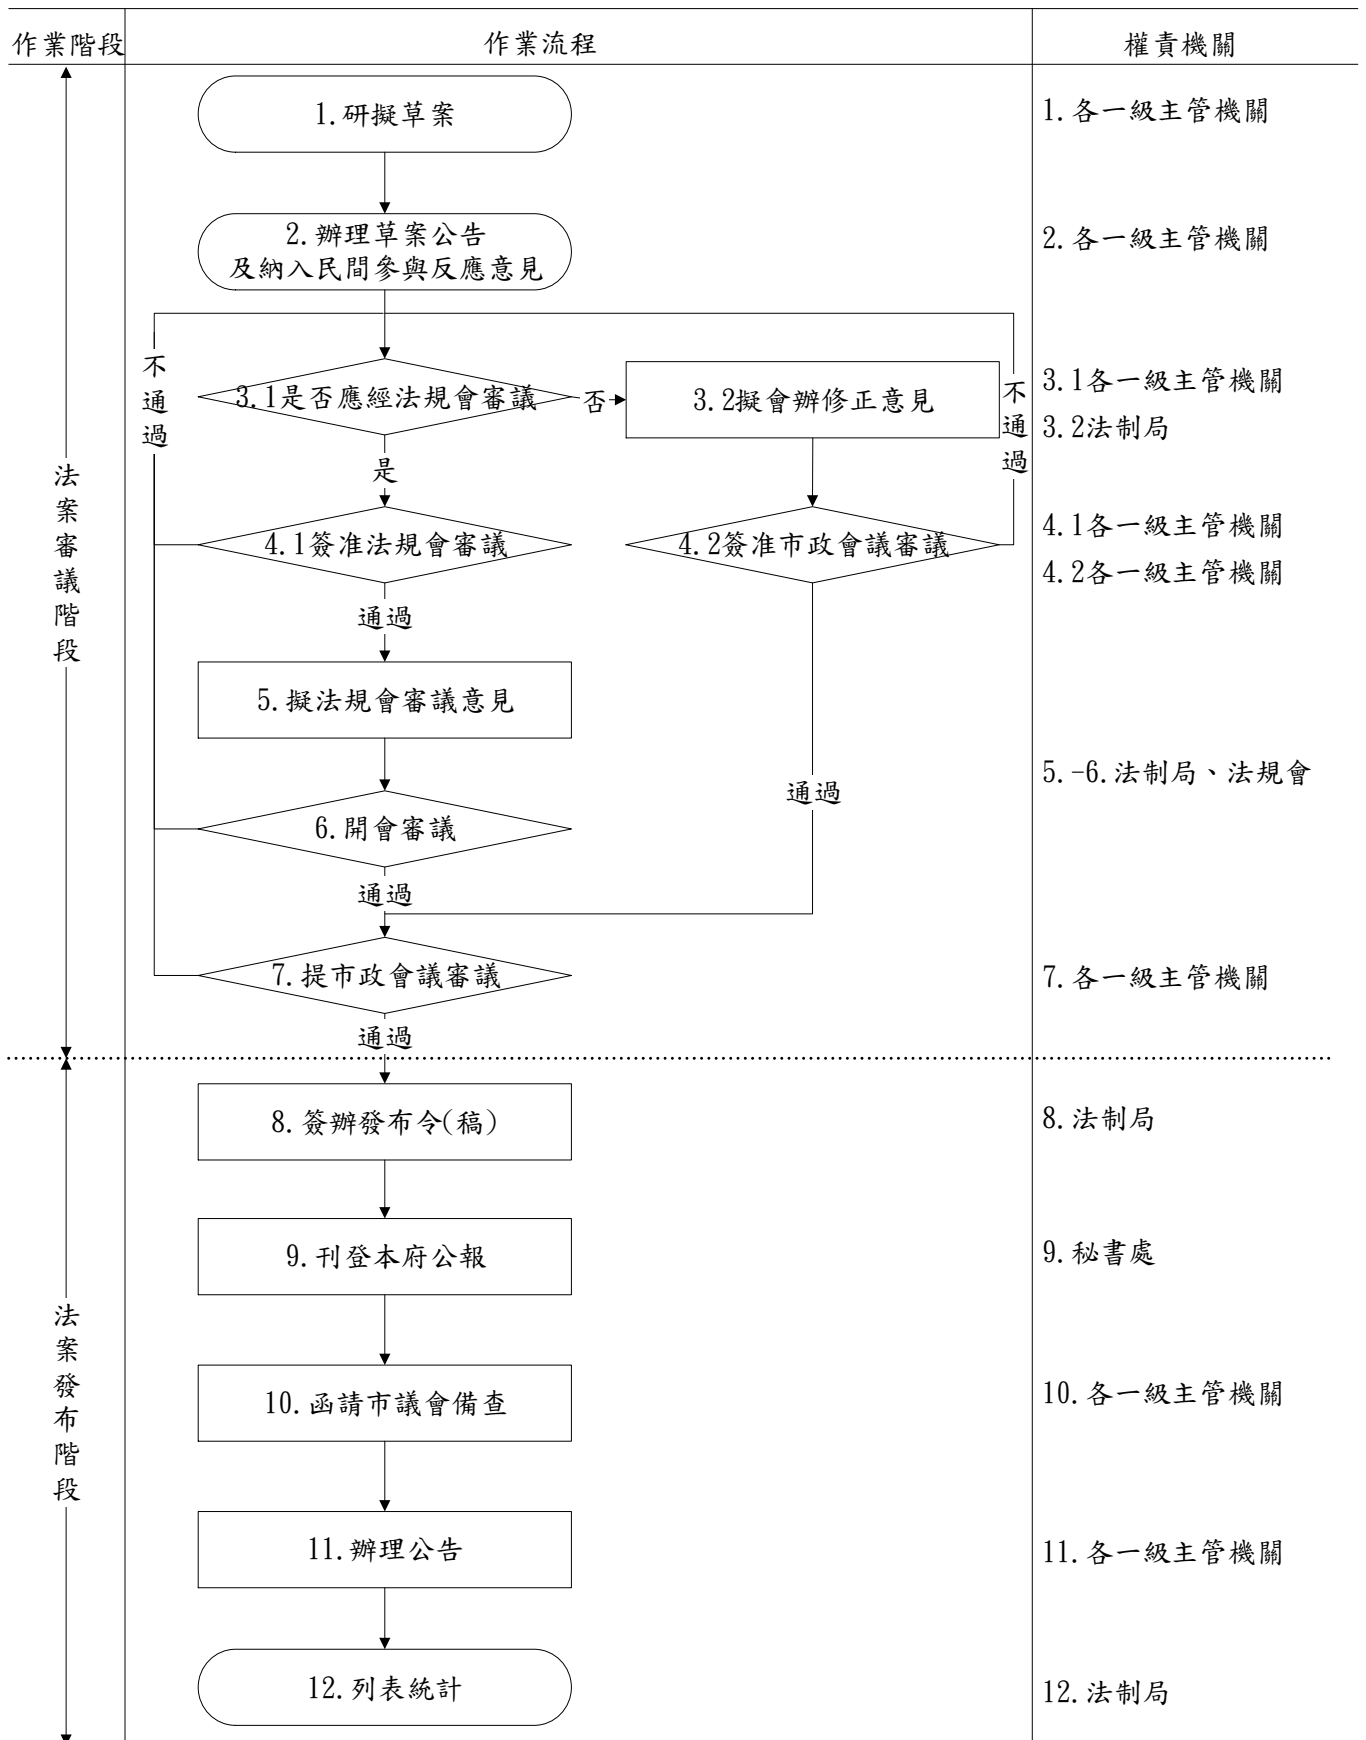 作業階段
作業流程
權責機關
1.研擬草案
1.各一級主管機關
2.辦理草案公告
及納入民間參與反應意見
2.各一級主管機關
不通過
3.1是否應經法規會審議
否
3.2擬會辦修正意見
不通過
3.1各一級主管機關
3.2法制局
是
法案審議階段
4.1簽准法規會審議
4.2簽准市政會議審議
4.1各一級主管機關
4.2各一級主管機關
通過
5.擬法規會審議意見
通過
5.-6.法制局、法規會
6.開會審議
通過
7.提市政會議審議
7.各一級主管機關
通過
8.簽辦發布令(稿)
8.法制局
9.刊登本府公報
9.秘書處
法案發布階段
10.函請市議會備查
10.各一級主管機關
11.辦理公告
11.各一級主管機關
12.列表統計
12.法制局